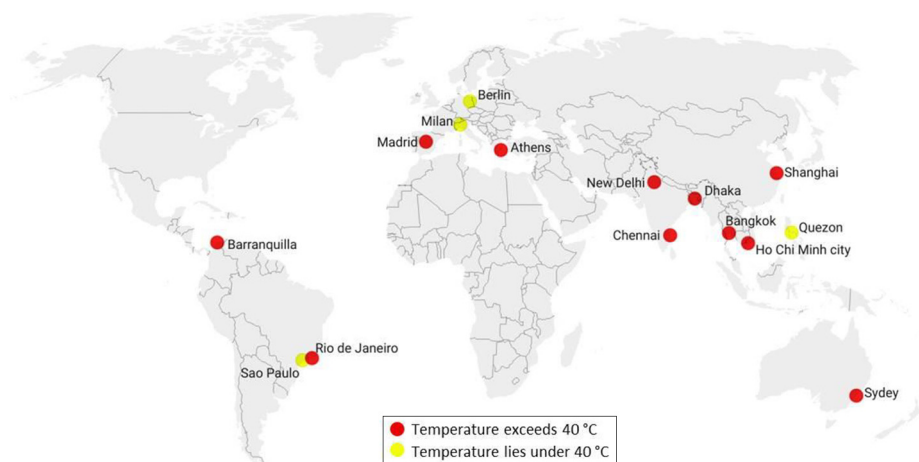 Berlin
Milan
Madrid
Athens
Shanghai
New Delhi
Dhaka
Bangkok
Quezon
Chennai
Ho Chi Minh city
Barranquilla
Rio de Janeiro
Sao Paulo
Sydey
Temperature exceeds 40 °C
Temperature lies under 40 °C